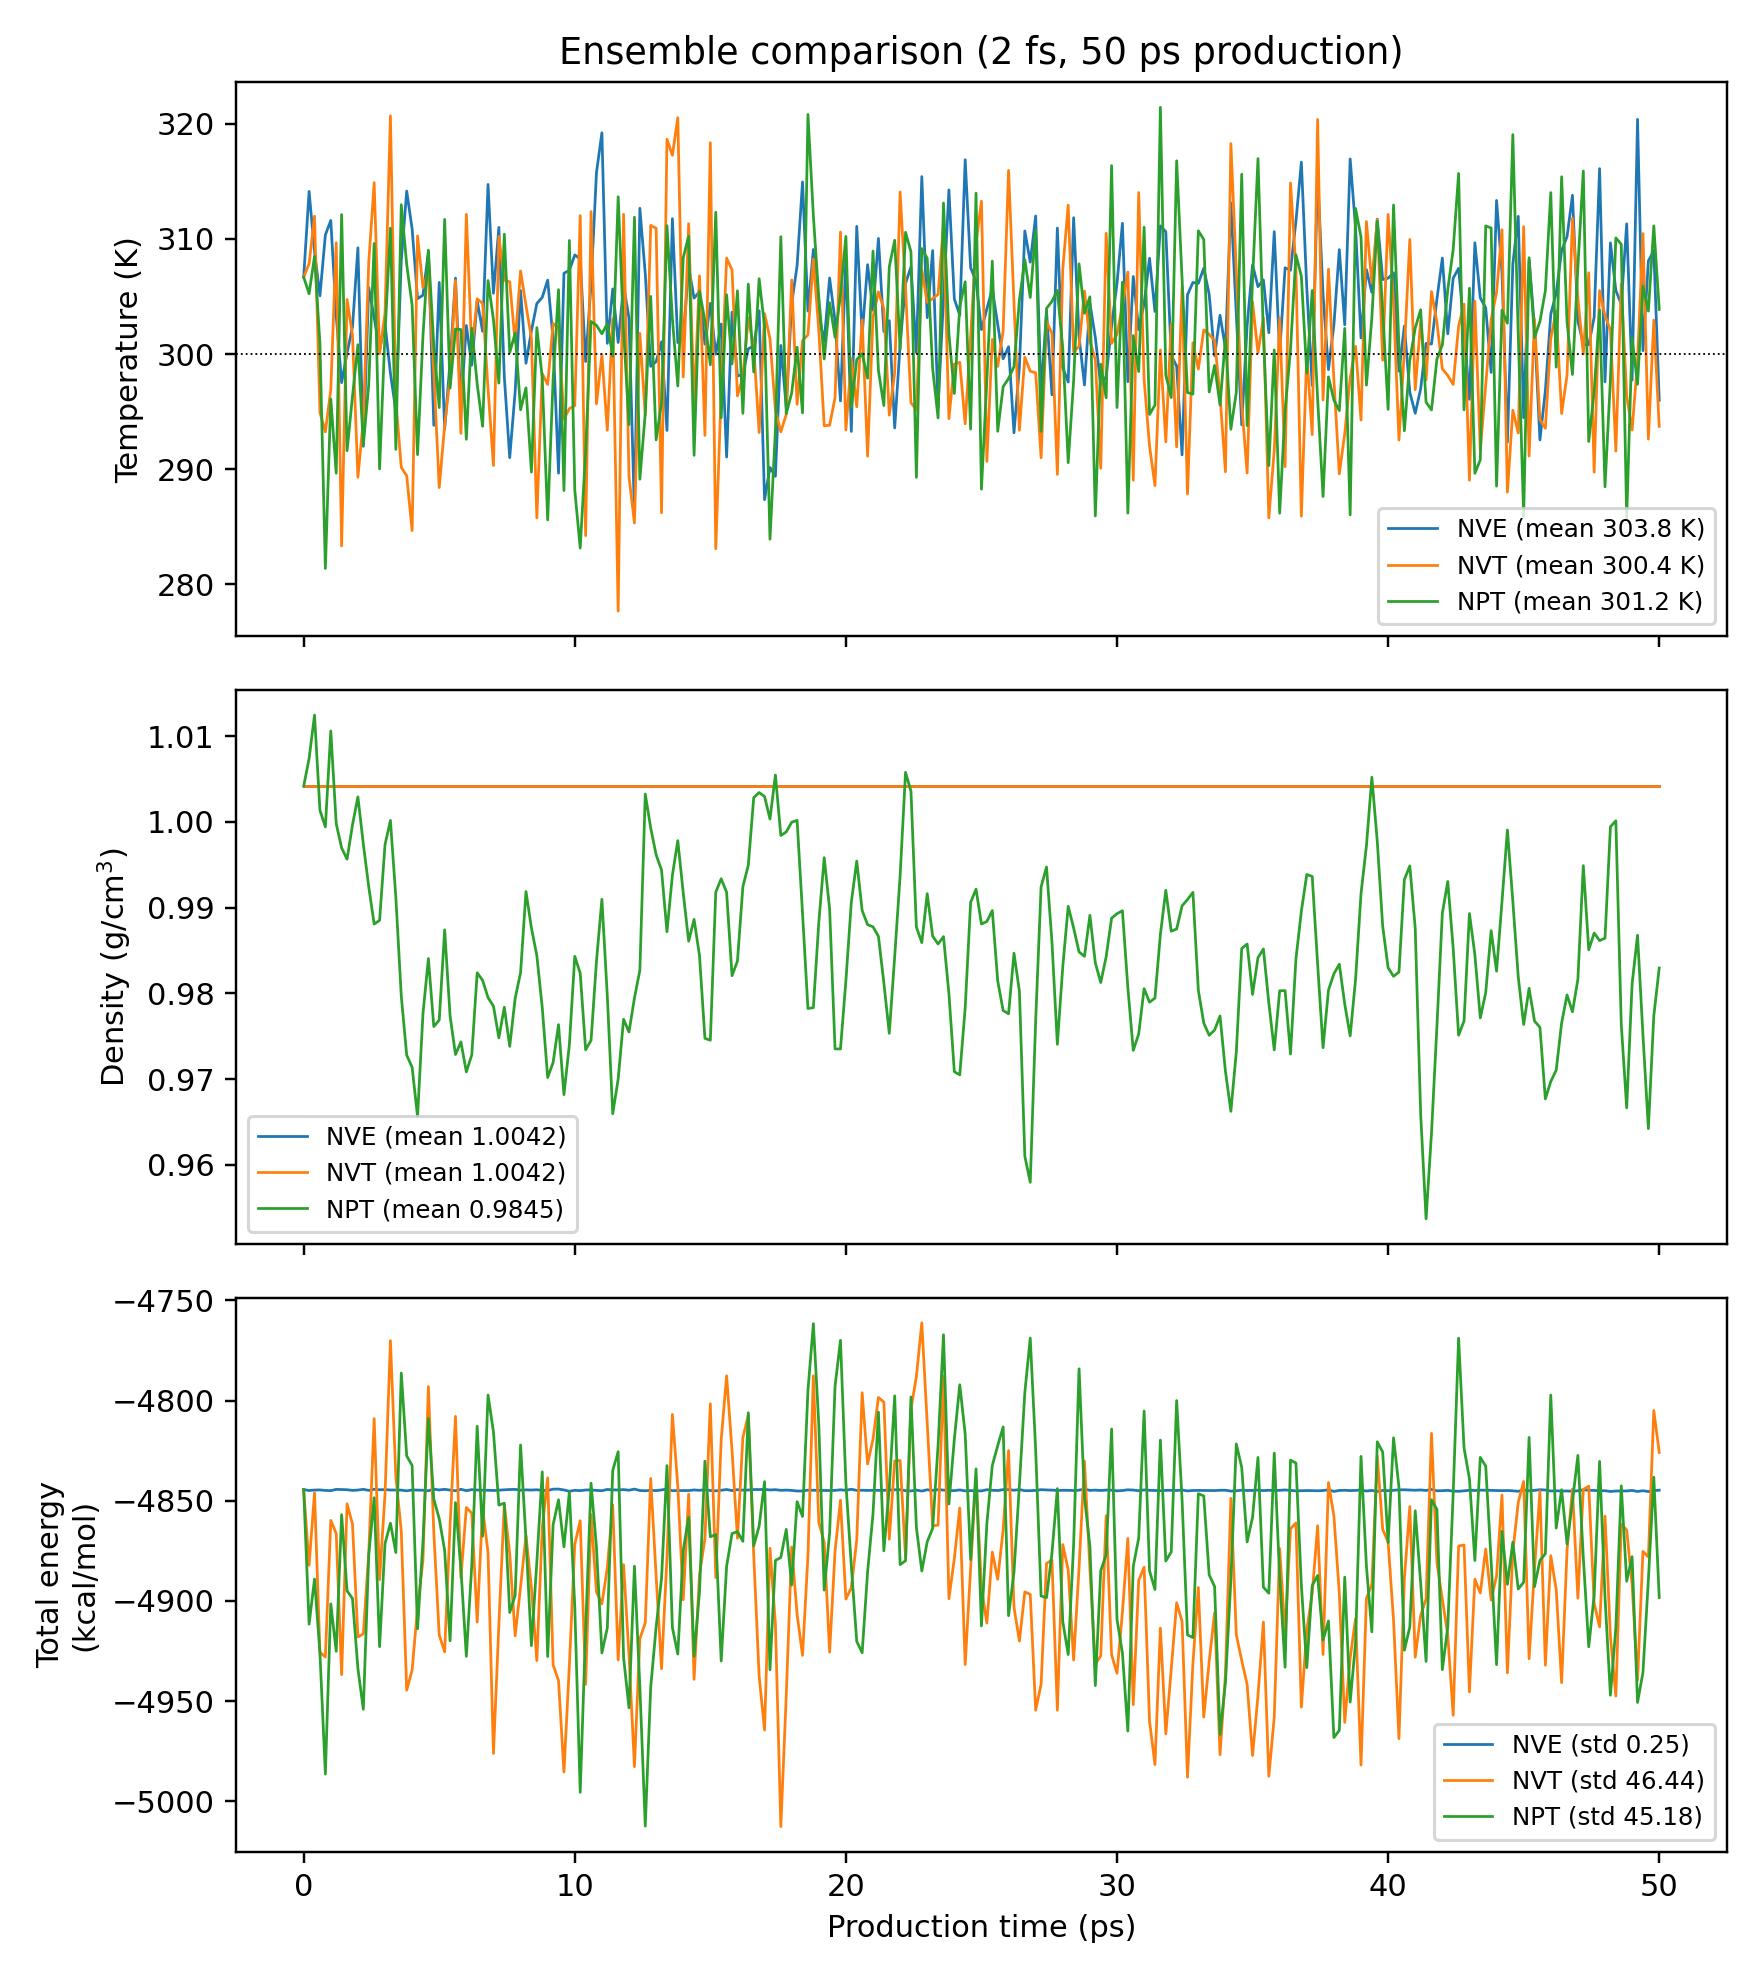 Ensemble comparison (2 fs, 50 ps production)
320
310
300
290
280
Temperature (K)
NVE (mean 303.8 K)
NVT (mean 300.4 K)
NPT (mean 301.2 K)
1.01
1.00
0.99
0.98
0.97
0.96
Density (g/cm³)
NVE (mean 1.0042)
NVT (mean 1.0042)
NPT (mean 0.9845)
−4750
−4800
−4850
−4900
−4950
−5000
Total energy
(kcal/mol)
NVE (std 0.25)
NVT (std 46.44)
NPT (std 45.18)
0 10 20 30 40 50
Production time (ps)